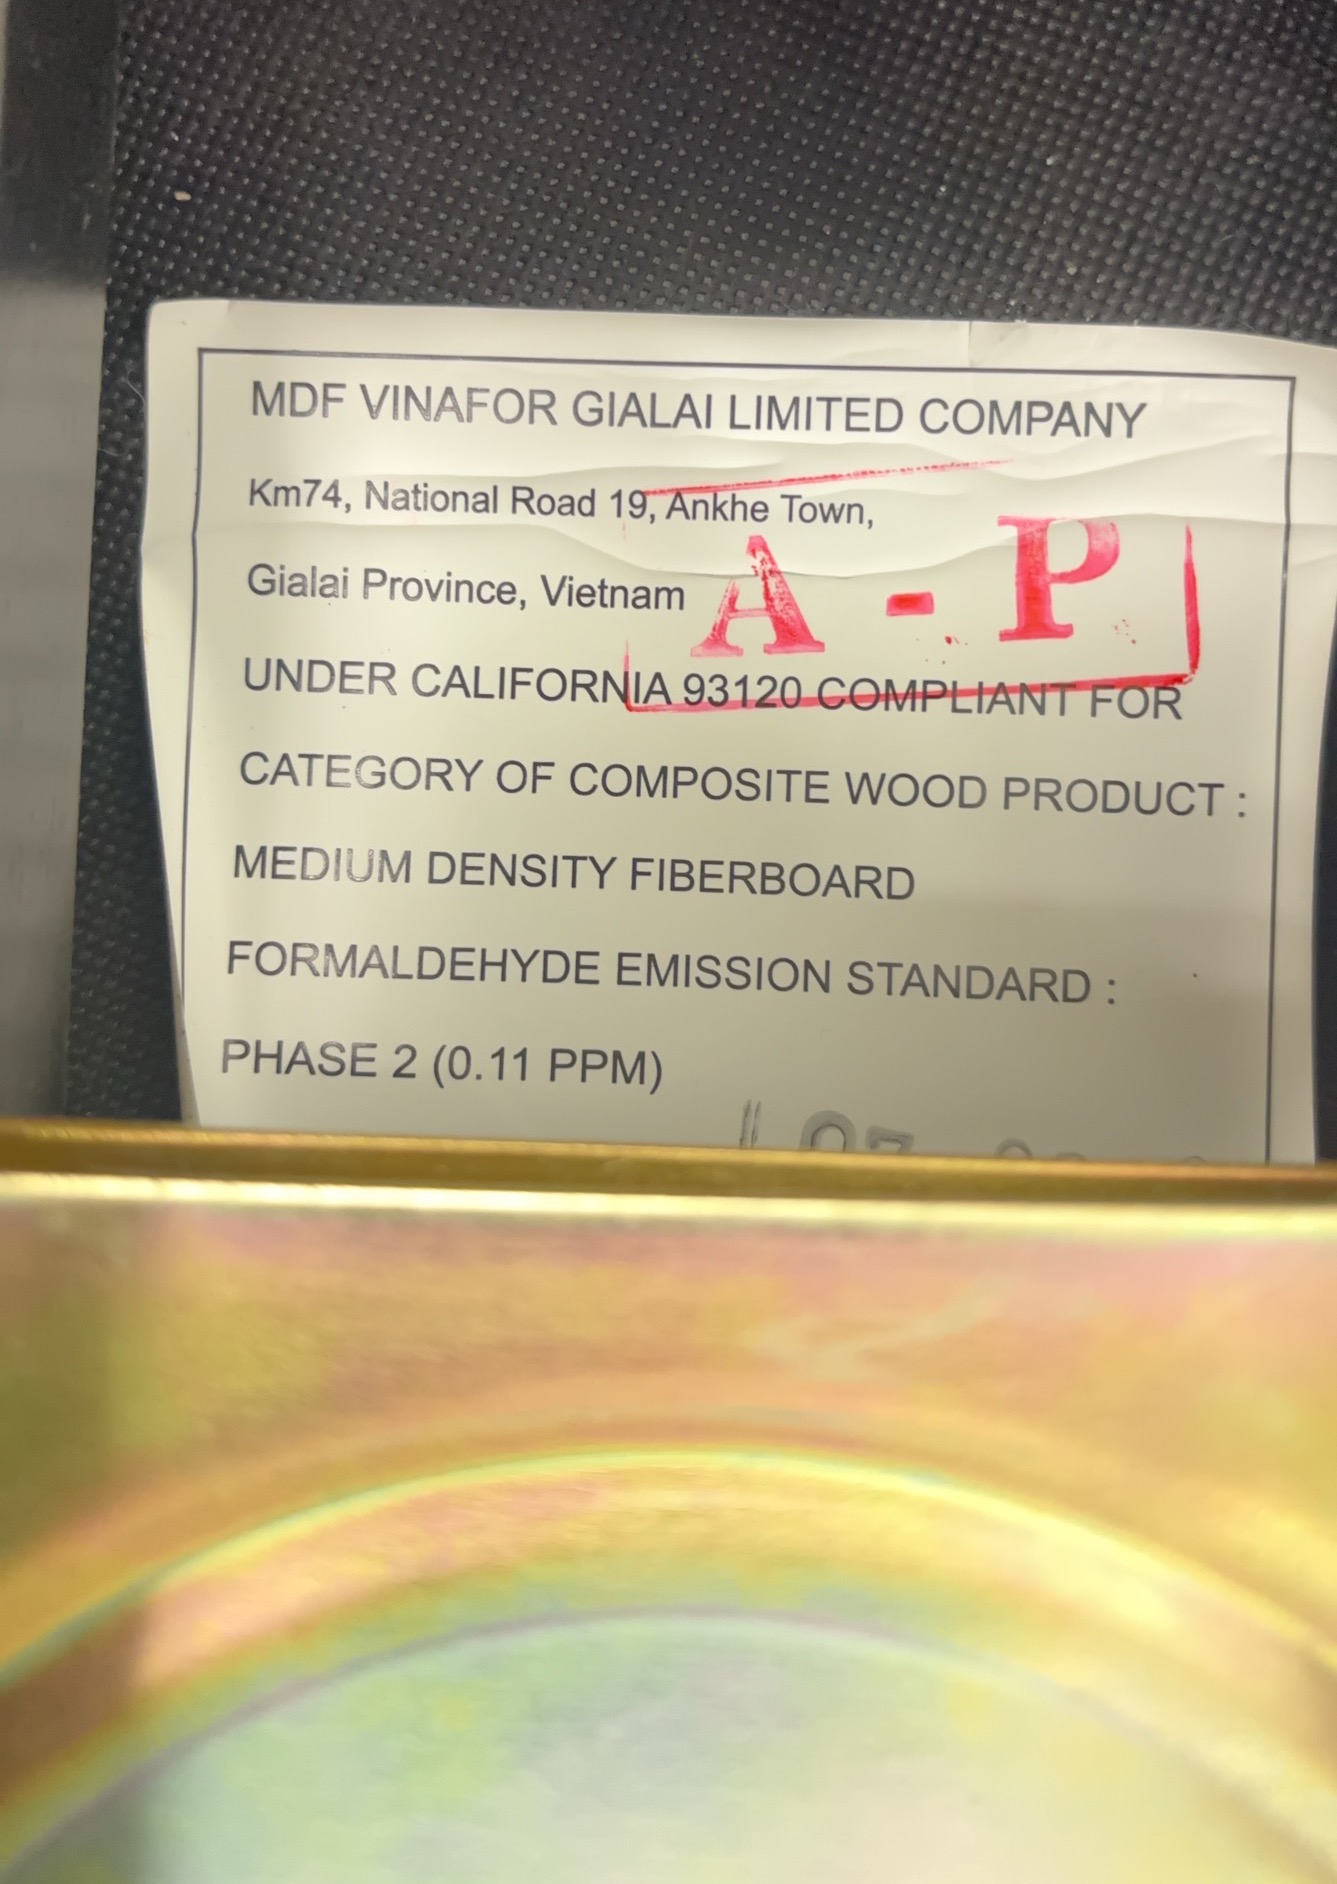 MDF VINAFOR GIALAI LIMITED COMPANY
Km74, National Road 19, Ankhe Town,
Gialai Province, Vietnam
A - P
UNDER CALIFORNIA 93120 COMPLIANT FOR
CATEGORY OF COMPOSITE WOOD PRODUCT :
MEDIUM DENSITY FIBERBOARD
FORMALDEHYDE EMISSION STANDARD :
PHASE 2 (0.11 PPM)